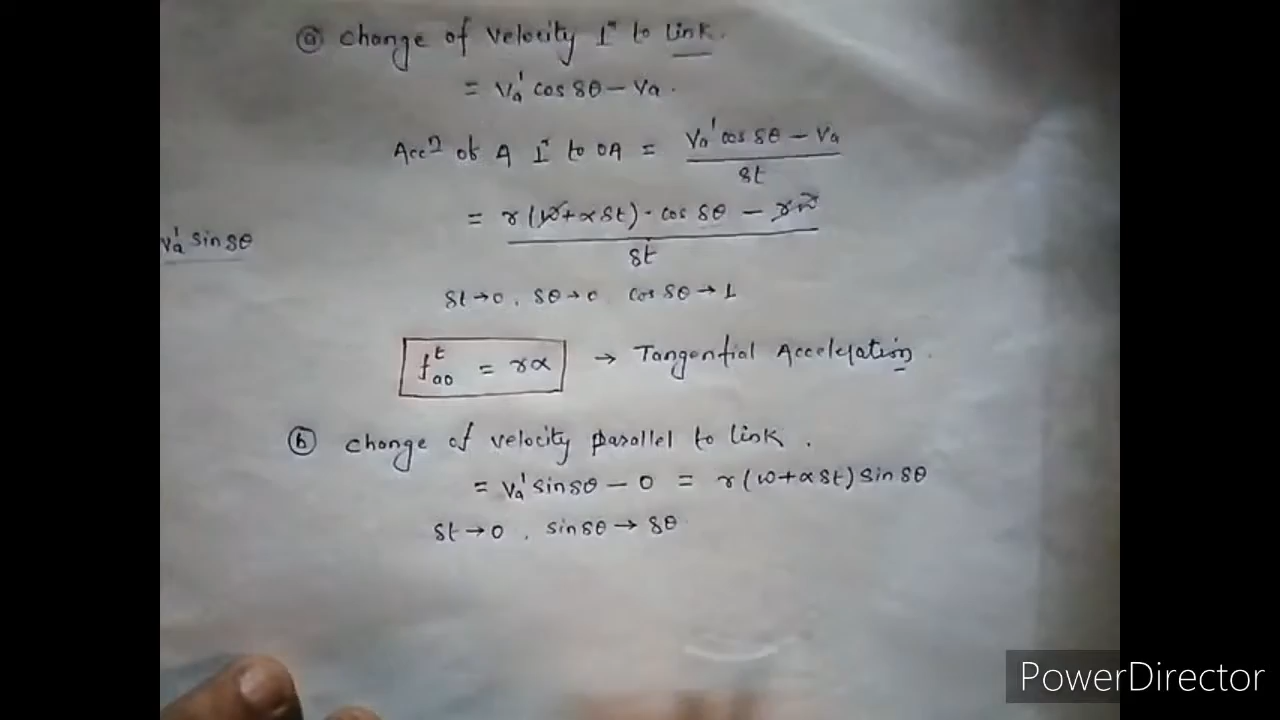 ⓐ change of velocity ⊥ʳ to link.
= Va' cos δθ – Va.
Accⁿ of A ⊥ʳ to OA = Va' cos δθ – Va
δt
= r(ω+αδt)·cos δθ – rω
δt
Va' sin δθ
δt→0, δθ→0, cos δθ→1
fᵗao = rα → Tangential Acceleration.
ⓑ change of velocity parallel to link.
= Va' sin δθ – 0 = r(ω+αδt) sin δθ
δt→0, sin δθ→δθ
PowerDirector